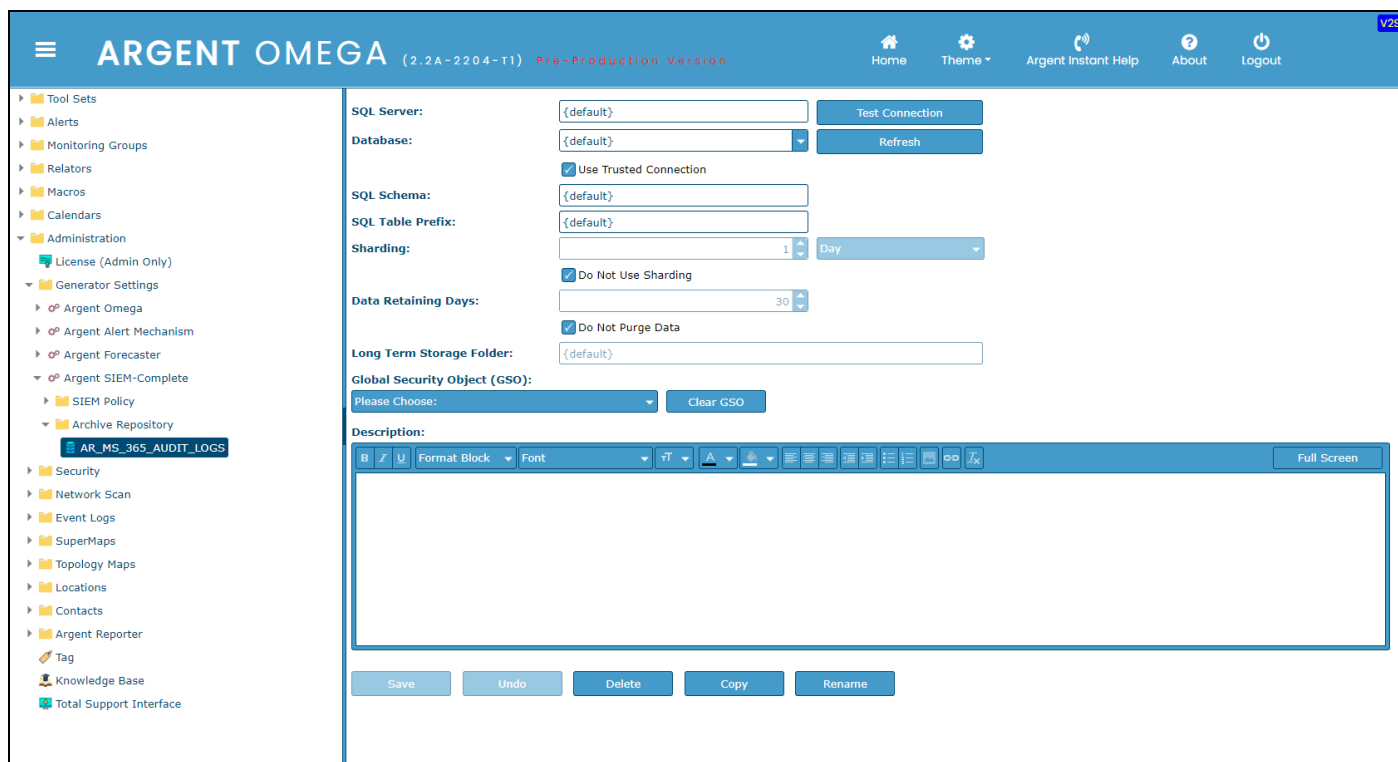 V2S
ARGENT OMEGA (2.2A-2204-T1) Pre-Production Version
Home
Theme
Argent Instant Help
About
Logout
Tool Sets
Alerts
Monitoring Groups
Relators
Macros
Calendars
Administration
License (Admin Only)
Generator Settings
Argent Omega
Argent Alert Mechanism
Argent Forecaster
Argent SIEM-Complete
SIEM Policy
Archive Repository
AR_MS_365_AUDIT_LOGS
Security
Network Scan
Event Logs
SuperMaps
Topology Maps
Locations
Contacts
Argent Reporter
Tag
Knowledge Base
Total Support Interface
SQL Server: {default} Test Connection
Database: {default} Refresh
Use Trusted Connection
SQL Schema: {default}
SQL Table Prefix: {default}
Sharding: 1 Day
Do Not Use Sharding
Data Retaining Days: 30
Do Not Purge Data
Long Term Storage Folder: {default}
Global Security Object (GSO):
Please Choose: Clear GSO
Description:
B I U Format Block Font TT A Tx Full Screen
Save Undo Delete Copy Rename